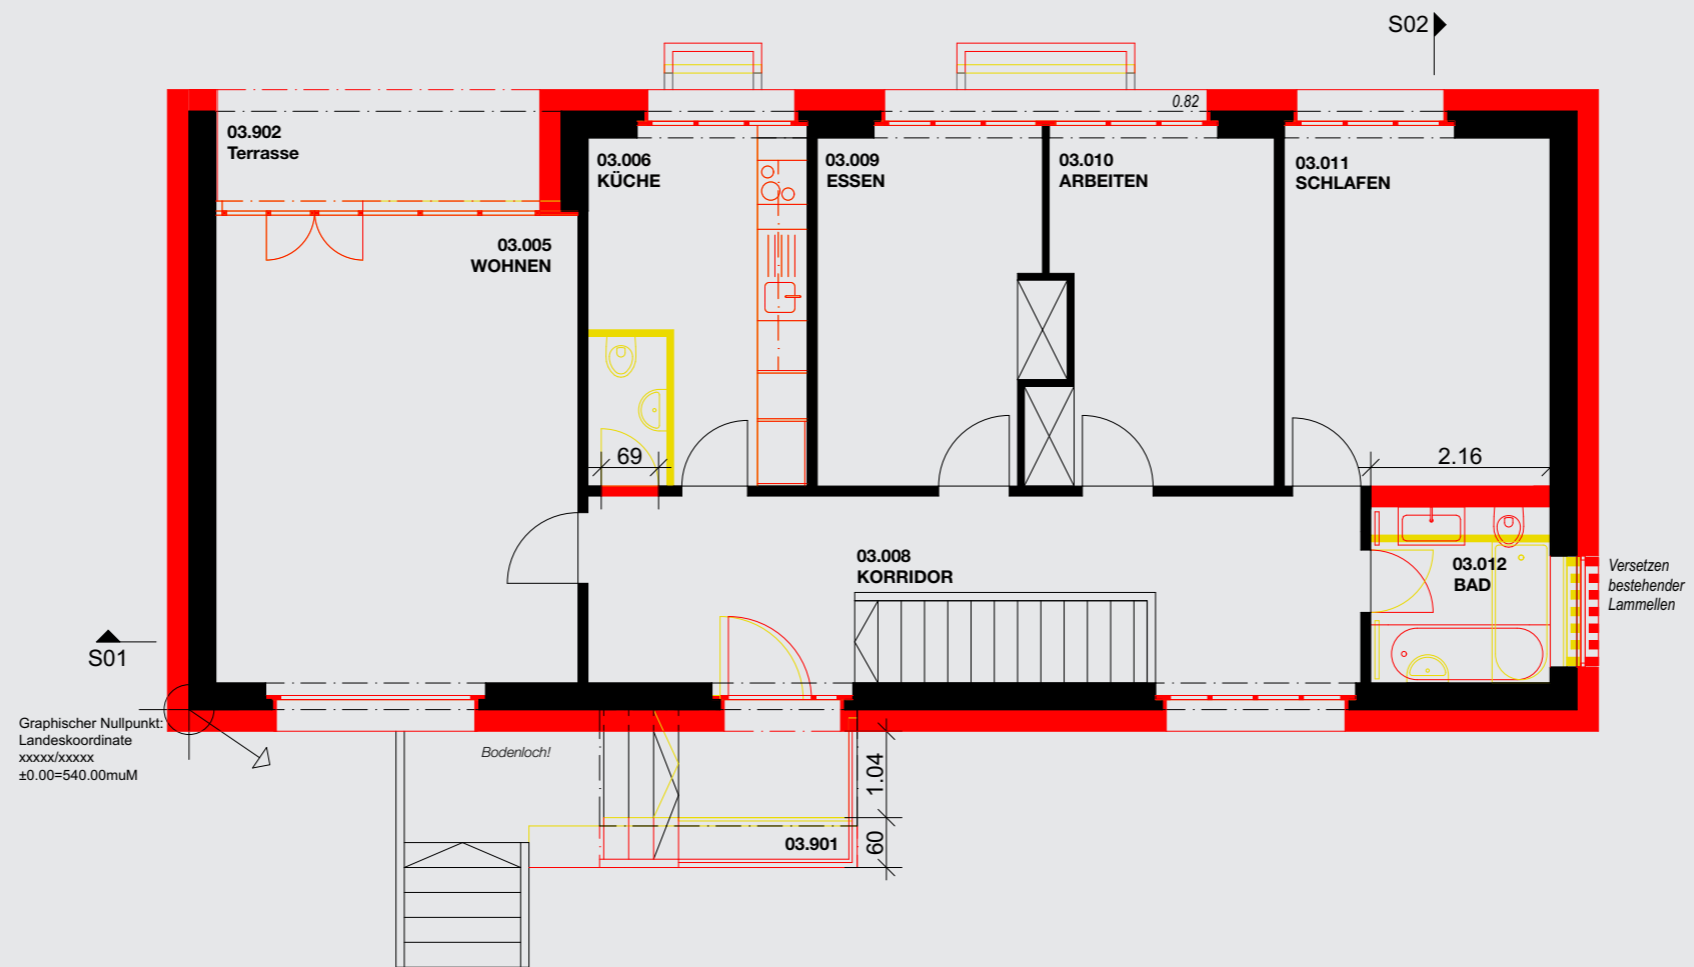 S02
0.82
03.902
Terrasse
03.006
KÜCHE
03.009
ESSEN
03.010
ARBEITEN
03.011
SCHLAFEN
03.005
WOHNEN
69
2.16
03.008
KORRIDOR
03.012
BAD
Versetzen
bestehender
Lammellen
S01
Graphischer Nullpunkt:
Landeskoordinate
xxxxx/xxxxx
±0.00=540.00muM
Bodenloch!
1.04
60
03.901